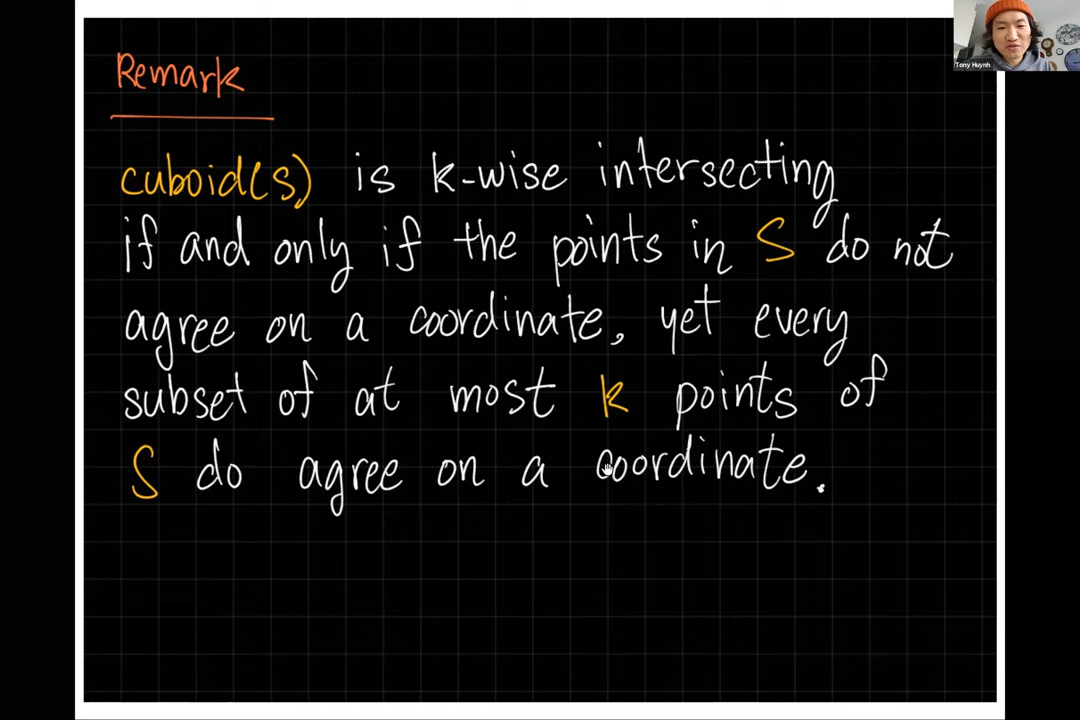 Tony Huynh
Remark
cuboid(S) is k-wise intersecting
if and only if the points in S do not
agree on a coordinate, yet every
subset of at most k points of
S do agree on a coordinate.